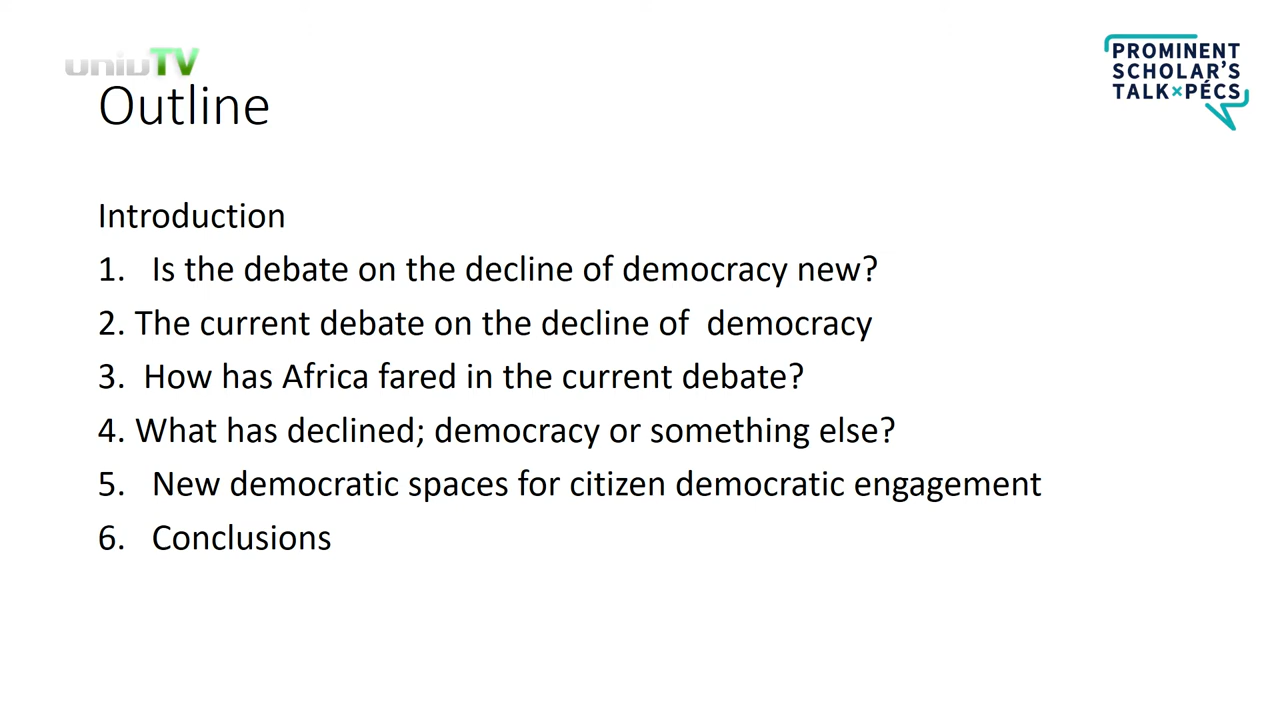 univTV
PROMINENT
SCHOLAR'S
TALK×PÉCS
Outline
Introduction
1. Is the debate on the decline of democracy new?
2. The current debate on the decline of democracy
3. How has Africa fared in the current debate?
4. What has declined; democracy or something else?
5. New democratic spaces for citizen democratic engagement
6. Conclusions